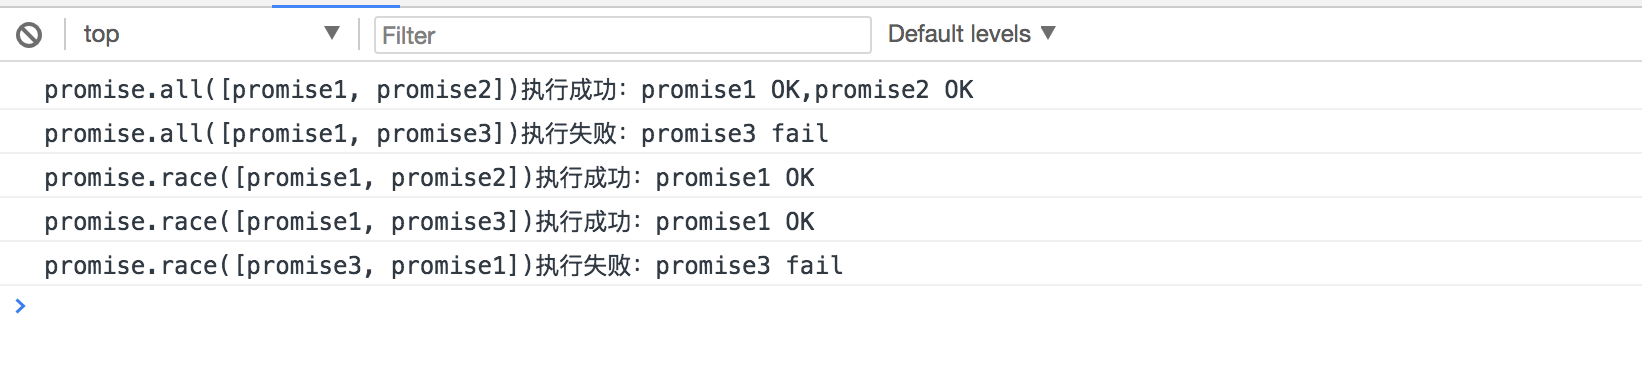 top Filter Default levels
promise.all([promise1, promise2])执行成功：promise1 OK,promise2 OK
promise.all([promise1, promise3])执行失败：promise3 fail
promise.race([promise1, promise2])执行成功：promise1 OK
promise.race([promise1, promise3])执行成功：promise1 OK
promise.race([promise3, promise1])执行失败：promise3 fail